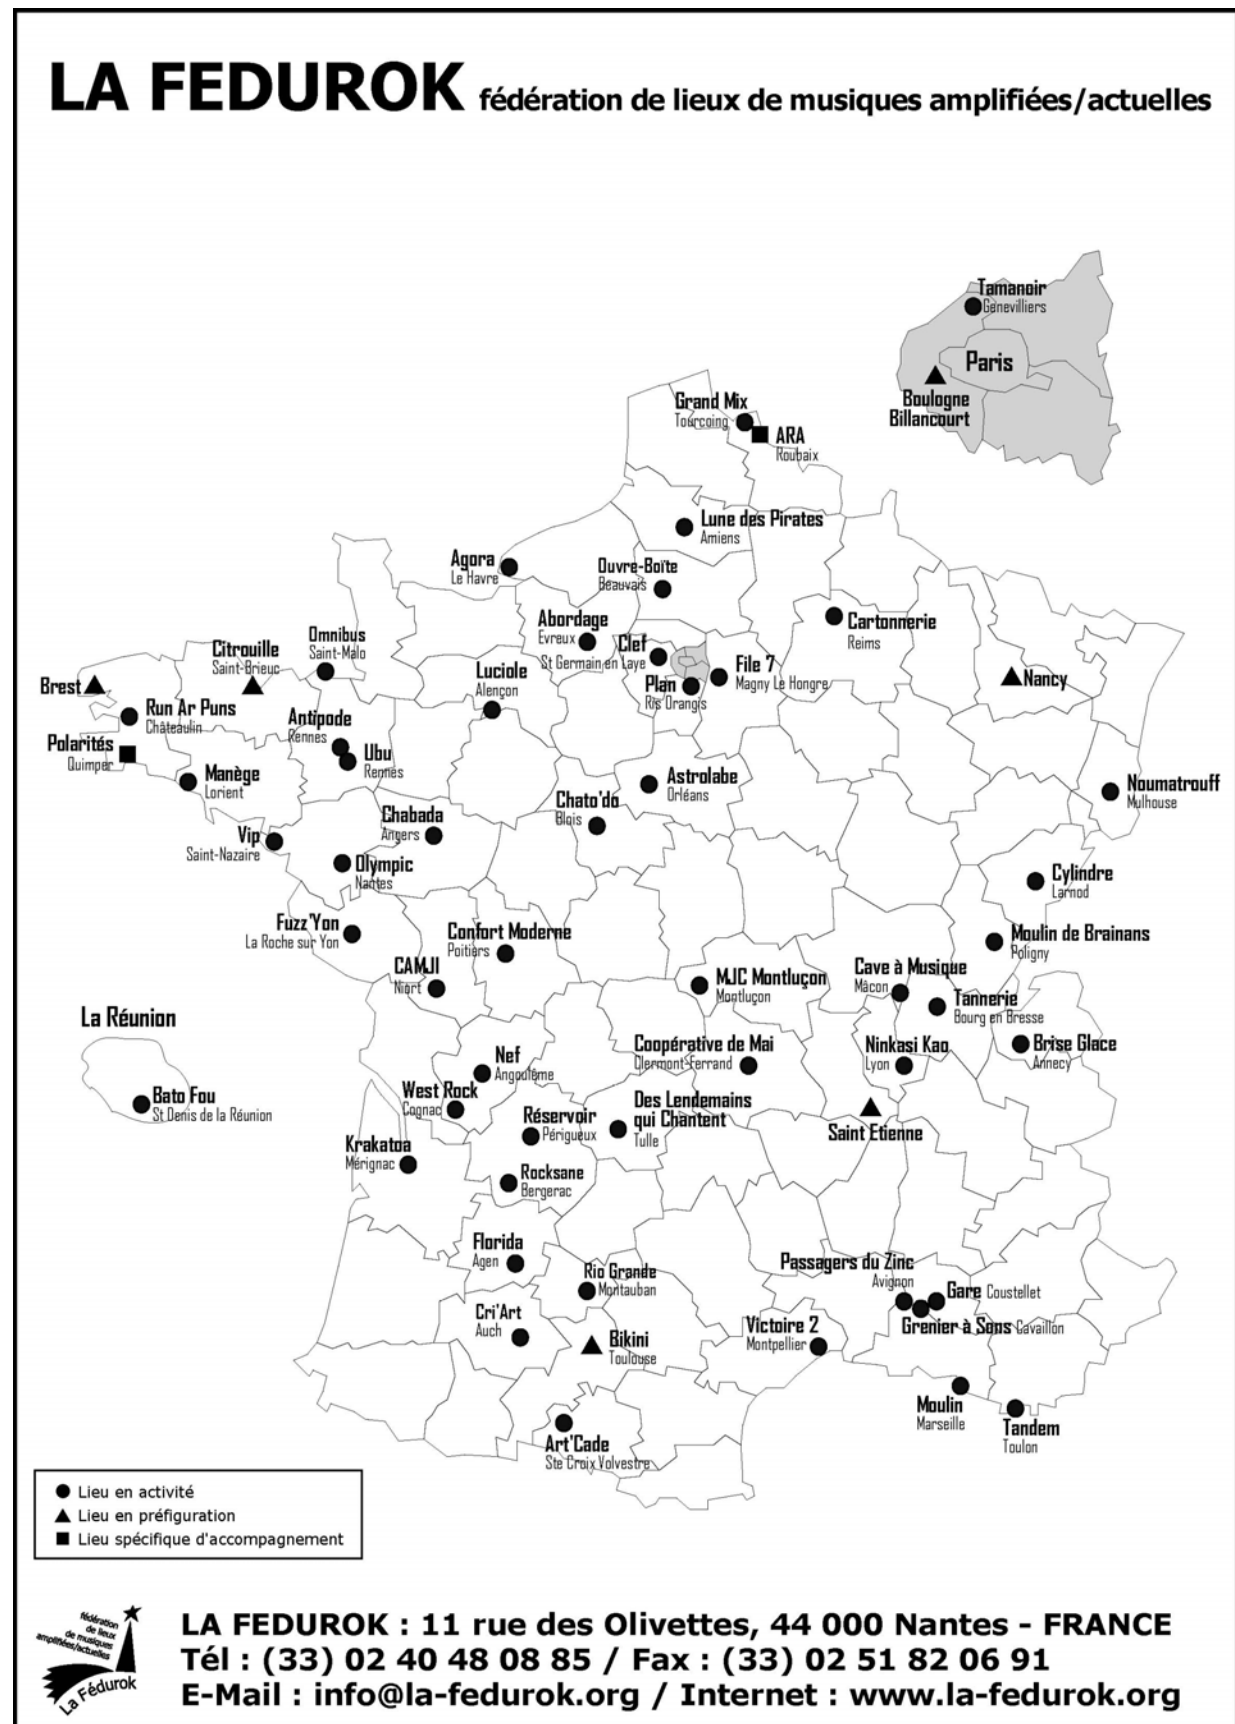 LA FEDUROK fédération de lieux de musiques amplifiées/actuelles
Tamanoir
Genevilliers
Paris
Boulogne
Billancourt
Grand Mix
Tourcoing
ARA
Roubaix
Lune des Pirates
Amiens
Agora
Le Havre
Ouvre-Boîte
Beauvais
Abordage
Evreux
Clef
St Germain en Laye
Cartonnerie
Reims
File 7
Magny Le Hongre
Plan
Ris Orangis
Nancy
Omnibus
Saint-Malo
Citrouille
Saint-Brieuc
Luciole
Alençon
Brest
Run Ar Puns
Châteaulin
Antipode
Rennes
Ubu
Rennes
Polarités
Quimper
Manège
Lorient
Astrolabe
Orléans
Noumatrouff
Mulhouse
Chato'do
Blois
Chabada
Angers
Vip
Saint-Nazaire
Olympic
Nantes
Cylindre
Larnod
Fuzz'Yon
La Roche sur Yon
Confort Moderne
Poitiers
Moulin de Brainans
Poligny
CAMJI
Niort
MJC Montluçon
Montluçon
Cave à Musique
Mâcon
Tannerie
Bourg en Bresse
La Réunion
Bato Fou
St Denis de la Réunion
Nef
Angoulême
Coopérative de Mai
Clermont-Ferrand
Ninkasi Kao
Lyon
Brise Glace
Annecy
West Rock
Cognac
Réservoir
Périgueux
Des Lendemains
qui Chantent
Tulle
Saint Etienne
Krakatoa
Mérignac
Rocksane
Bergerac
Florida
Agen
Rio Grande
Montauban
Passagers du Zinc
Avignon
Gare Coustellet
Grenier à Sons Cavaillon
Cri'Art
Auch
Bikini
Toulouse
Victoire 2
Montpellier
Moulin
Marseille
Tandem
Toulon
Art'Cade
Ste Croix Volvestre
Lieu en activité
Lieu en préfiguration
Lieu spécifique d'accompagnement
fédération
de lieux
de musiques
amplifiées/actuelles
La Fédurok
LA FEDUROK : 11 rue des Olivettes, 44 000 Nantes - FRANCE
Tél : (33) 02 40 48 08 85 / Fax : (33) 02 51 82 06 91
E-Mail : info@la-fedurok.org / Internet : www.la-fedurok.org